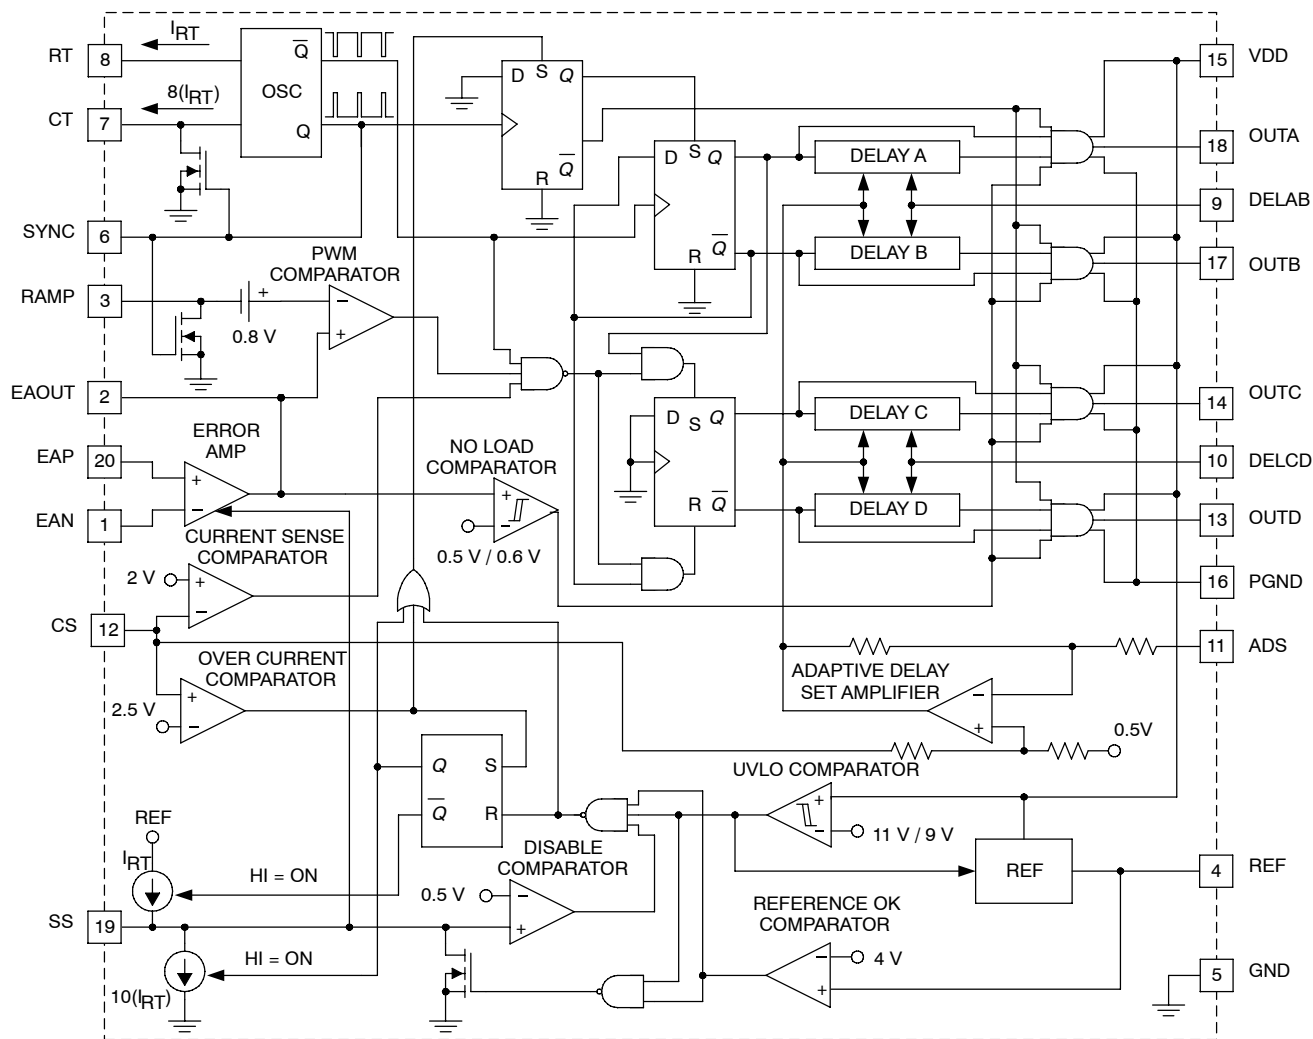 RT
8
I_RT
OSC
Q̅
Q
CT
7
8(I_RT)
SYNC
6
RAMP
3
+
0.8 V
PWM
COMPARATOR
−
+
EAOUT
2
EAP
20
EAN
1
ERROR
AMP
+
−
NO LOAD
COMPARATOR
+
−
0.5 V / 0.6 V
CURRENT SENSE
COMPARATOR
2 V
+
−
CS
12
OVER CURRENT
COMPARATOR
+
−
2.5 V
D
S
Q
Q̅
R
D
S
Q
Q̅
R
D
S
Q
R
Q̅
DELAY A
DELAY B
DELAY C
DELAY D
15
VDD
18
OUTA
9
DELAB
17
OUTB
14
OUTC
10
DELCD
13
OUTD
16
PGND
11
ADS
ADAPTIVE DELAY
SET AMPLIFIER
−
+
0.5V
Q
S
Q̅
R
UVLO COMPARATOR
+
−
11 V / 9 V
REF
4
REF
DISABLE
COMPARATOR
0.5 V
−
+
REFERENCE OK
COMPARATOR
−
4 V
+
5
GND
REF
I_RT
HI = ON
SS
19
HI = ON
10(I_RT)